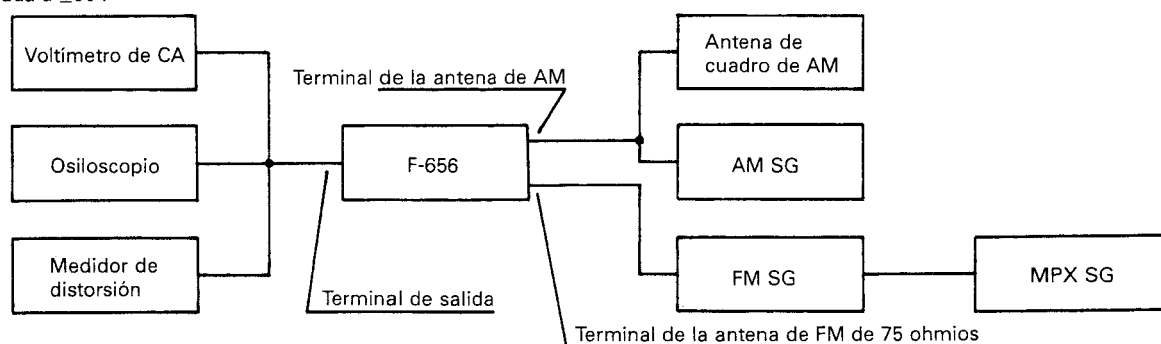 Voltímetro de CA
Osiloscopio
Medidor de
distorsión
Terminal de la antena de AM
F-656
Terminal de salida
Antena de
cuadro de AM
AM SG
FM SG
MPX SG
Terminal de la antena de FM de 75 ohmios